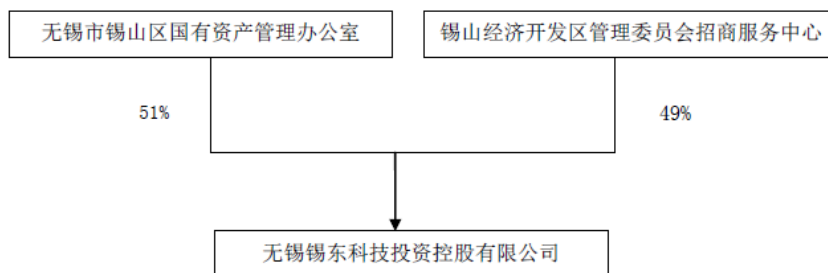 无锡市锡山区国有资产管理办公室
锡山经济开发区管理委员会招商服务中心
51%
49%
无锡锡东科技投资控股有限公司